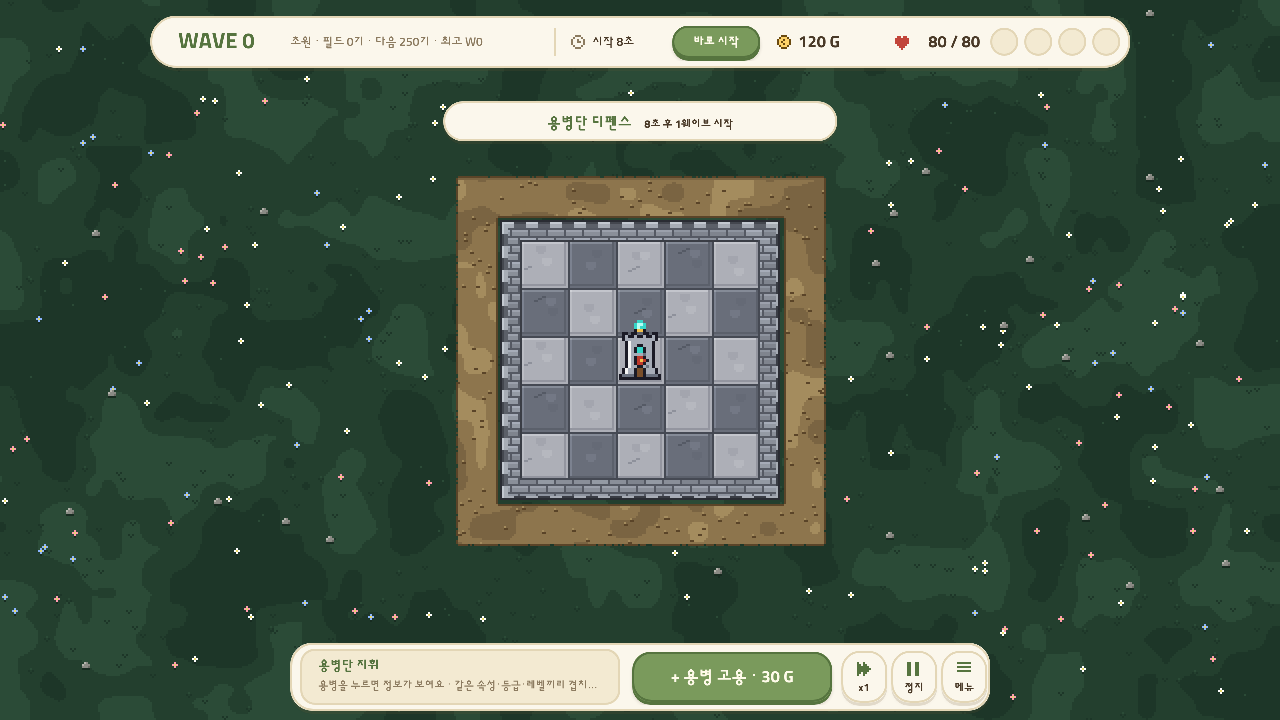 WAVE 0
초원 · 필드 0기 · 다음 250기 · 최고 W0
시작 8초
바로 시작
120 G
80 / 80
용병단 디펜스 8초 후 1웨이브 시작
용병단 지휘
용병을 누르면 정보가 보여요 · 같은 속성·등급·레벨끼리 겹치…
+ 용병 고용 · 30 G
x1
정지
메뉴